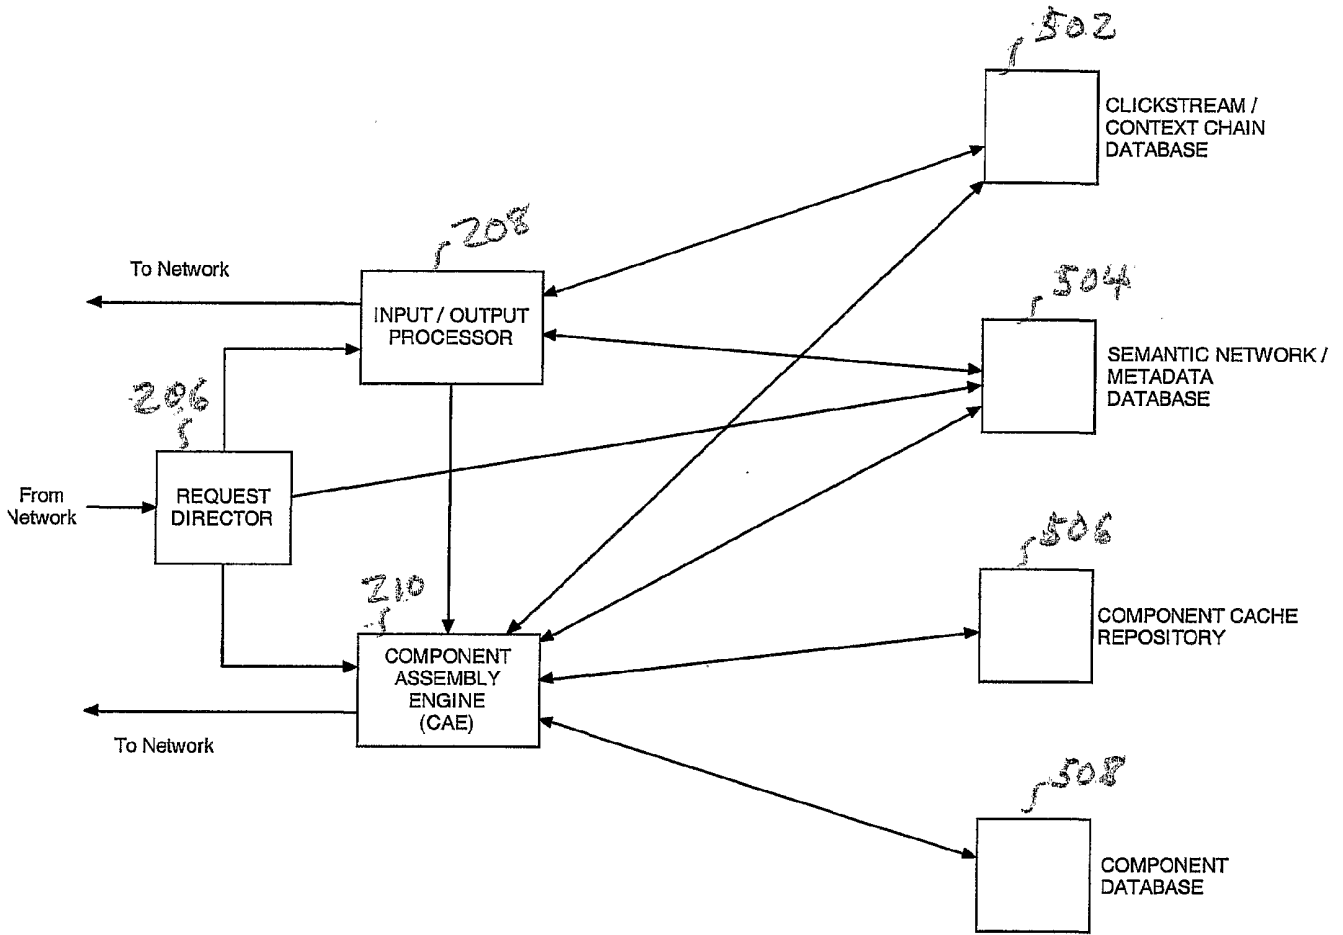 502
CLICKSTREAM /
CONTEXT CHAIN
DATABASE
208
To Network
INPUT / OUTPUT
PROCESSOR
504
SEMANTIC NETWORK /
METADATA
DATABASE
206
From
Network
REQUEST
DIRECTOR
506
COMPONENT CACHE
REPOSITORY
210
COMPONENT
ASSEMBLY
ENGINE
(CAE)
To Network
508
COMPONENT
DATABASE